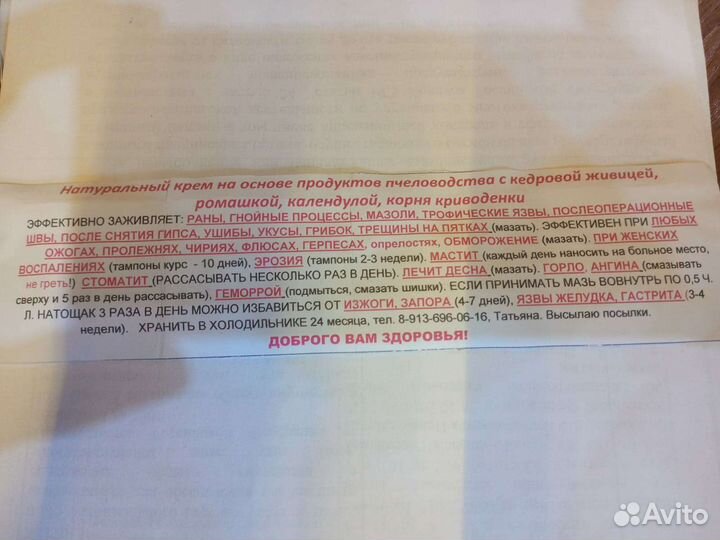 Натуральный крем на основе продуктов пчеловодства с кедровой живицей,
ромашкой, календулой, корня криводенки
ЭФФЕКТИВНО ЗАЖИВЛЯЕТ: РАНЫ, ГНОЙНЫЕ ПРОЦЕССЫ, МАЗОЛИ, ТРОФИЧЕСКИЕ ЯЗВЫ, ПОСЛЕОПЕРАЦИОННЫЕ
ШВЫ, ПОСЛЕ СНЯТИЯ ГИПСА, УШИБЫ, УКУСЫ, ГРИБОК, ТРЕЩИНЫ НА ПЯТКАХ (мазать). ЭФФЕКТИВЕН ПРИ ЛЮБЫХ
ОЖОГАХ, ПРОЛЕЖНЯХ, ЧИРИЯХ, ФЛЮСАХ, ГЕРПЕСАХ, опрелостях, ОБМОРОЖЕНИЕ (мазать). ПРИ ЖЕНСКИХ
ВОСПАЛЕНИЯХ (тампоны курс - 10 дней), ЭРОЗИЯ (тампоны 2-3 недели). МАСТИТ (каждый день наносить на больное место,
не греть!) СТОМАТИТ (РАССАСЫВАТЬ НЕСКОЛЬКО РАЗ В ДЕНЬ). ЛЕЧИТ ДЕСНА (мазать). ГОРЛО, АНГИНА (смазывать
сверху и 5 раз в день рассасывать), ГЕМОРРОЙ (подмыться, смазать шишки). ЕСЛИ ПРИНИМАТЬ МАЗЬ ВОВНУТРЬ ПО 0,5 Ч.
Л. НАТОЩАК 3 РАЗА В ДЕНЬ МОЖНО ИЗБАВИТЬСЯ ОТ ИЗЖОГИ, ЗАПОРА (4-7 дней), ЯЗВЫ ЖЕЛУДКА, ГАСТРИТА (3-4
недели). ХРАНИТЬ В ХОЛОДИЛЬНИКЕ 24 месяца, тел. 8-913-696-06-16, Татьяна. Высылаю посылки.
ДОБРОГО ВАМ ЗДОРОВЬЯ!
Avito